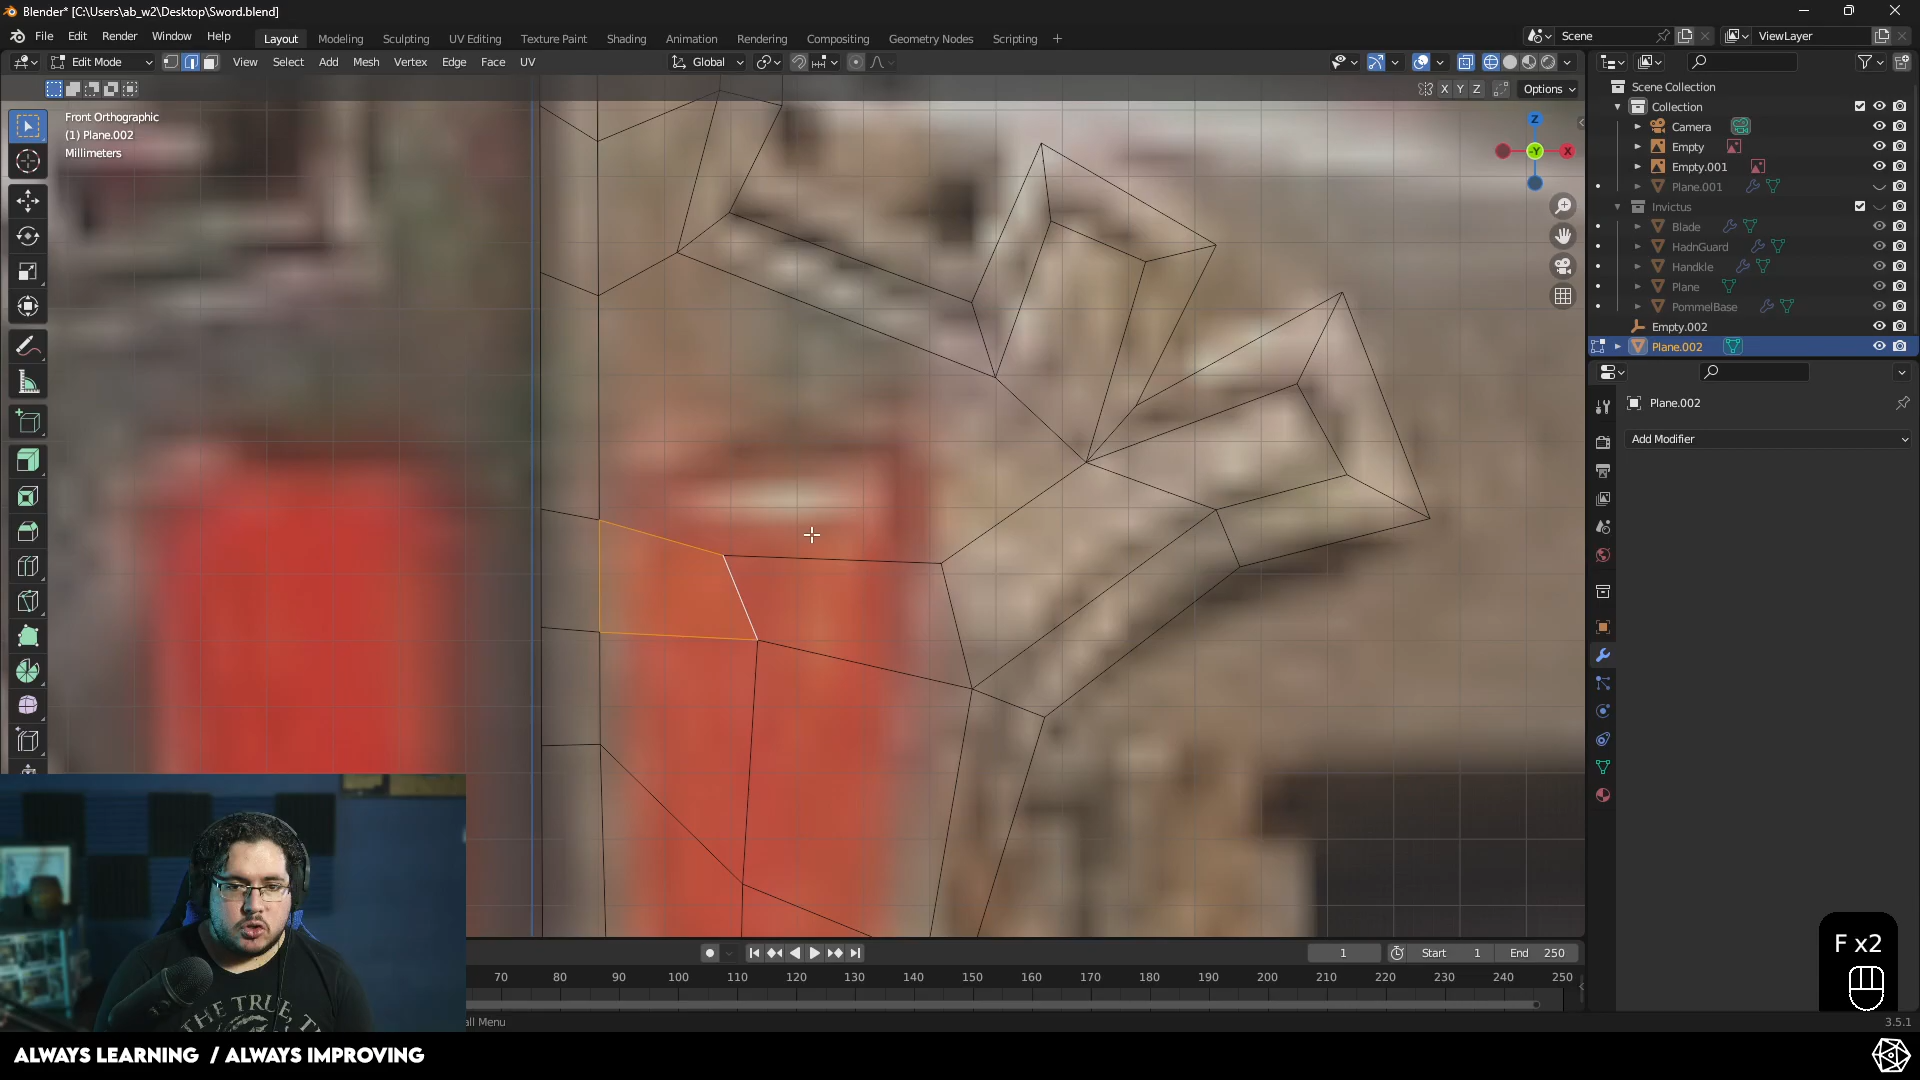 Blender* [C:\Users\ab_w2\Desktop\Sword.blend]
File Edit Render Window Help
Layout Modeling Sculpting UV Editing Texture Paint Shading Animation Rendering Compositing Geometry Nodes Scripting +
Scene
ViewLayer
Edit Mode
View Select Add Mesh Vertex Edge Face UV
Global
X Y Z
Options
Front Orthographic
(1) Plane.002
Millimeters
Z
-Y
X
Scene Collection
Collection
Camera
Empty
Empty.001
Plane.001
Invictus
Blade
HadnGuard
Handkle
Plane
PommelBase
Empty.002
Plane.002
Plane.002
Add Modifier
F x2
1
Start 1
End 250
70 80 90 100 110 120 130 140 150 160 170 180 190 200 210 220 230 240 250
all Menu
3.5.1
THE TRUE, T
ALWAYS LEARNING / ALWAYS IMPROVING